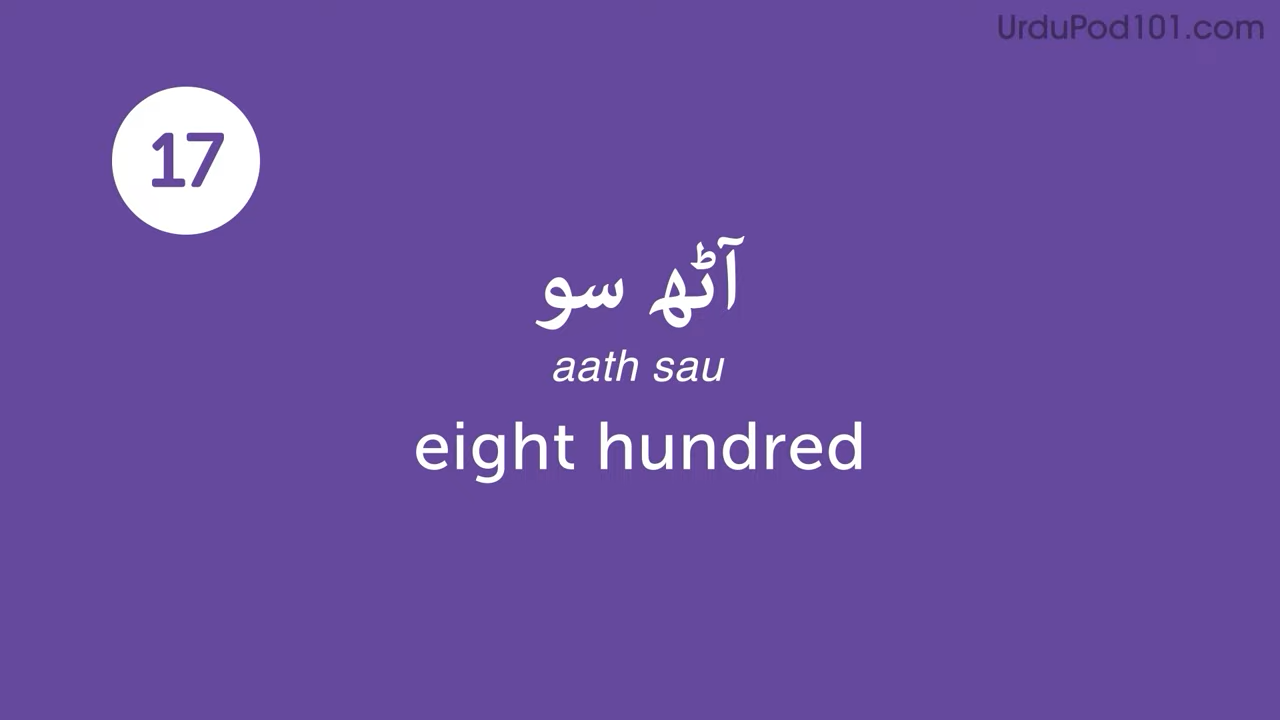 UrduPod101.com
17
آٹھ سو
aath sau
eight hundred